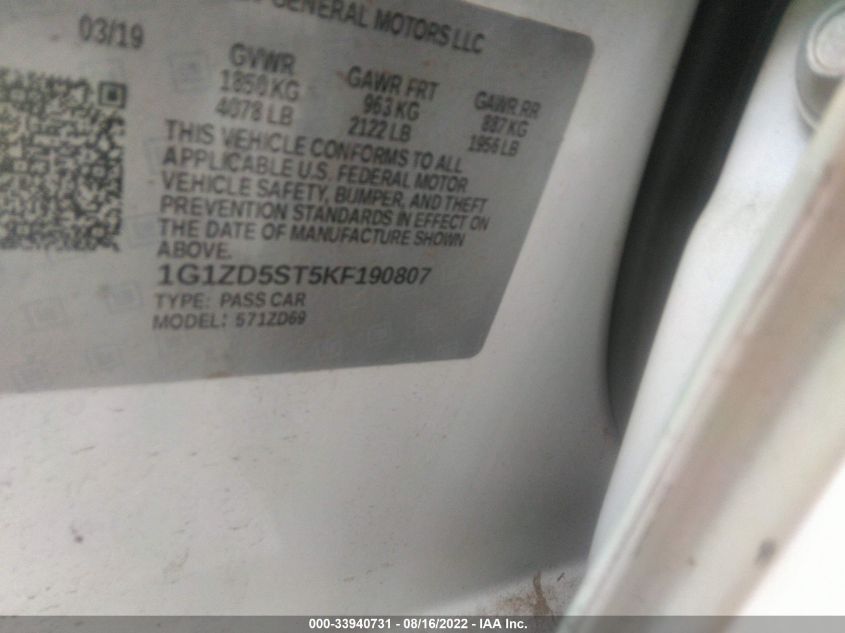 GENERAL MOTORS LLC
03/19
GVWR GAWR FRT GAWR RR
1850 KG 963 KG 887 KG
4078 LB 2122 LB 1956 LB
THIS VEHICLE CONFORMS TO ALL
APPLICABLE U.S. FEDERAL MOTOR
VEHICLE SAFETY, BUMPER, AND THEFT
PREVENTION STANDARDS IN EFFECT ON
THE DATE OF MANUFACTURE SHOWN
ABOVE.
1G1ZD5ST5KF190807
TYPE: PASS CAR
MODEL: 571ZD69
000-33940731 - 08/16/2022 - IAA Inc.